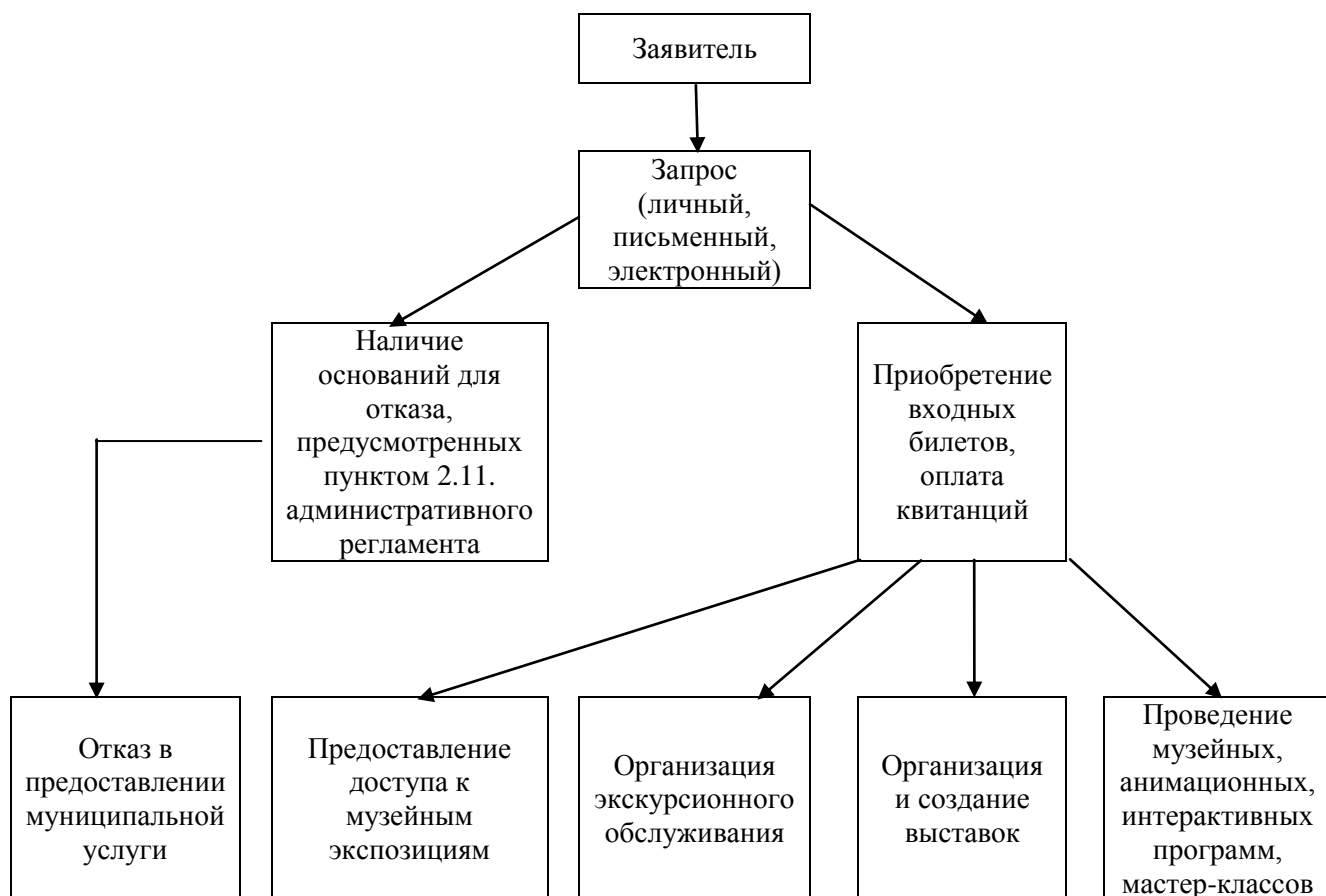 Заявитель
Запрос
(личный,
письменный,
электронный)
Наличие
оснований для
отказа,
предусмотренных
пунктом 2.11.
административного
регламента
Приобретение
входных
билетов,
оплата
квитанций
Отказ в
предоставлении
муниципальной
услуги
Предоставление
доступа к
музейным
экспозициям
Организация
экскурсионного
обслуживания
Организация
и создание
выставок
Проведение
музейных,
анимационных,
интерактивных
программ,
мастер-классов